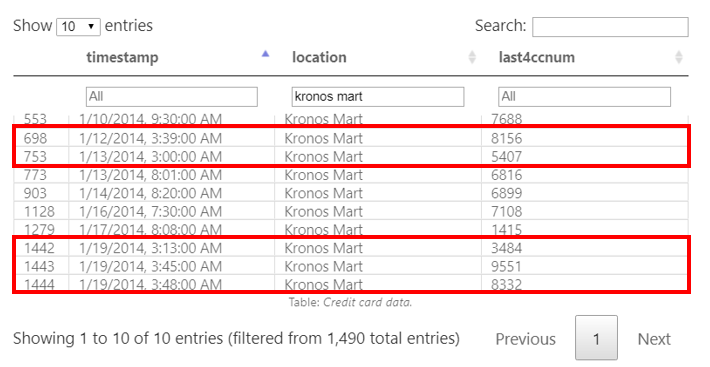 Show 10 entries Search:
timestamp location last4ccnum
All kronos mart All
553 1/10/2014, 9:30:00 AM Kronos Mart 7688
698 1/12/2014, 3:39:00 AM Kronos Mart 8156
753 1/13/2014, 3:00:00 AM Kronos Mart 5407
773 1/13/2014, 8:01:00 AM Kronos Mart 6816
903 1/14/2014, 8:20:00 AM Kronos Mart 6899
1128 1/16/2014, 7:30:00 AM Kronos Mart 7108
1279 1/17/2014, 8:08:00 AM Kronos Mart 1415
1442 1/19/2014, 3:13:00 AM Kronos Mart 3484
1443 1/19/2014, 3:45:00 AM Kronos Mart 9551
1444 1/19/2014, 3:48:00 AM Kronos Mart 8332
Table: Credit card data.
Showing 1 to 10 of 10 entries (filtered from 1,490 total entries) Previous 1 Next